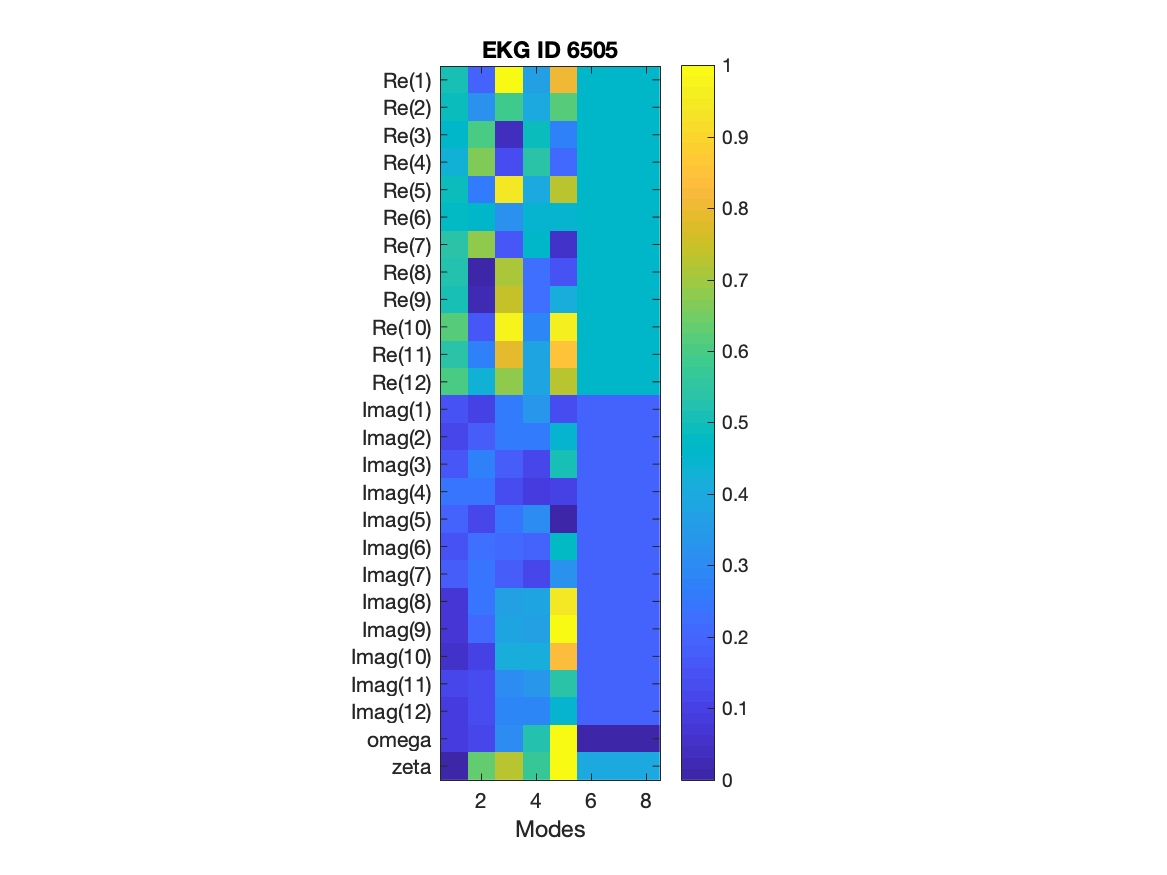 EKG ID 6505
Re(1)
Re(2)
Re(3)
Re(4)
Re(5)
Re(6)
Re(7)
Re(8)
Re(9)
Re(10)
Re(11)
Re(12)
Imag(1)
Imag(2)
Imag(3)
Imag(4)
Imag(5)
Imag(6)
Imag(7)
Imag(8)
Imag(9)
Imag(10)
Imag(11)
Imag(12)
omega
zeta
2 4 6 8
Modes
1
0.9
0.8
0.7
0.6
0.5
0.4
0.3
0.2
0.1
0